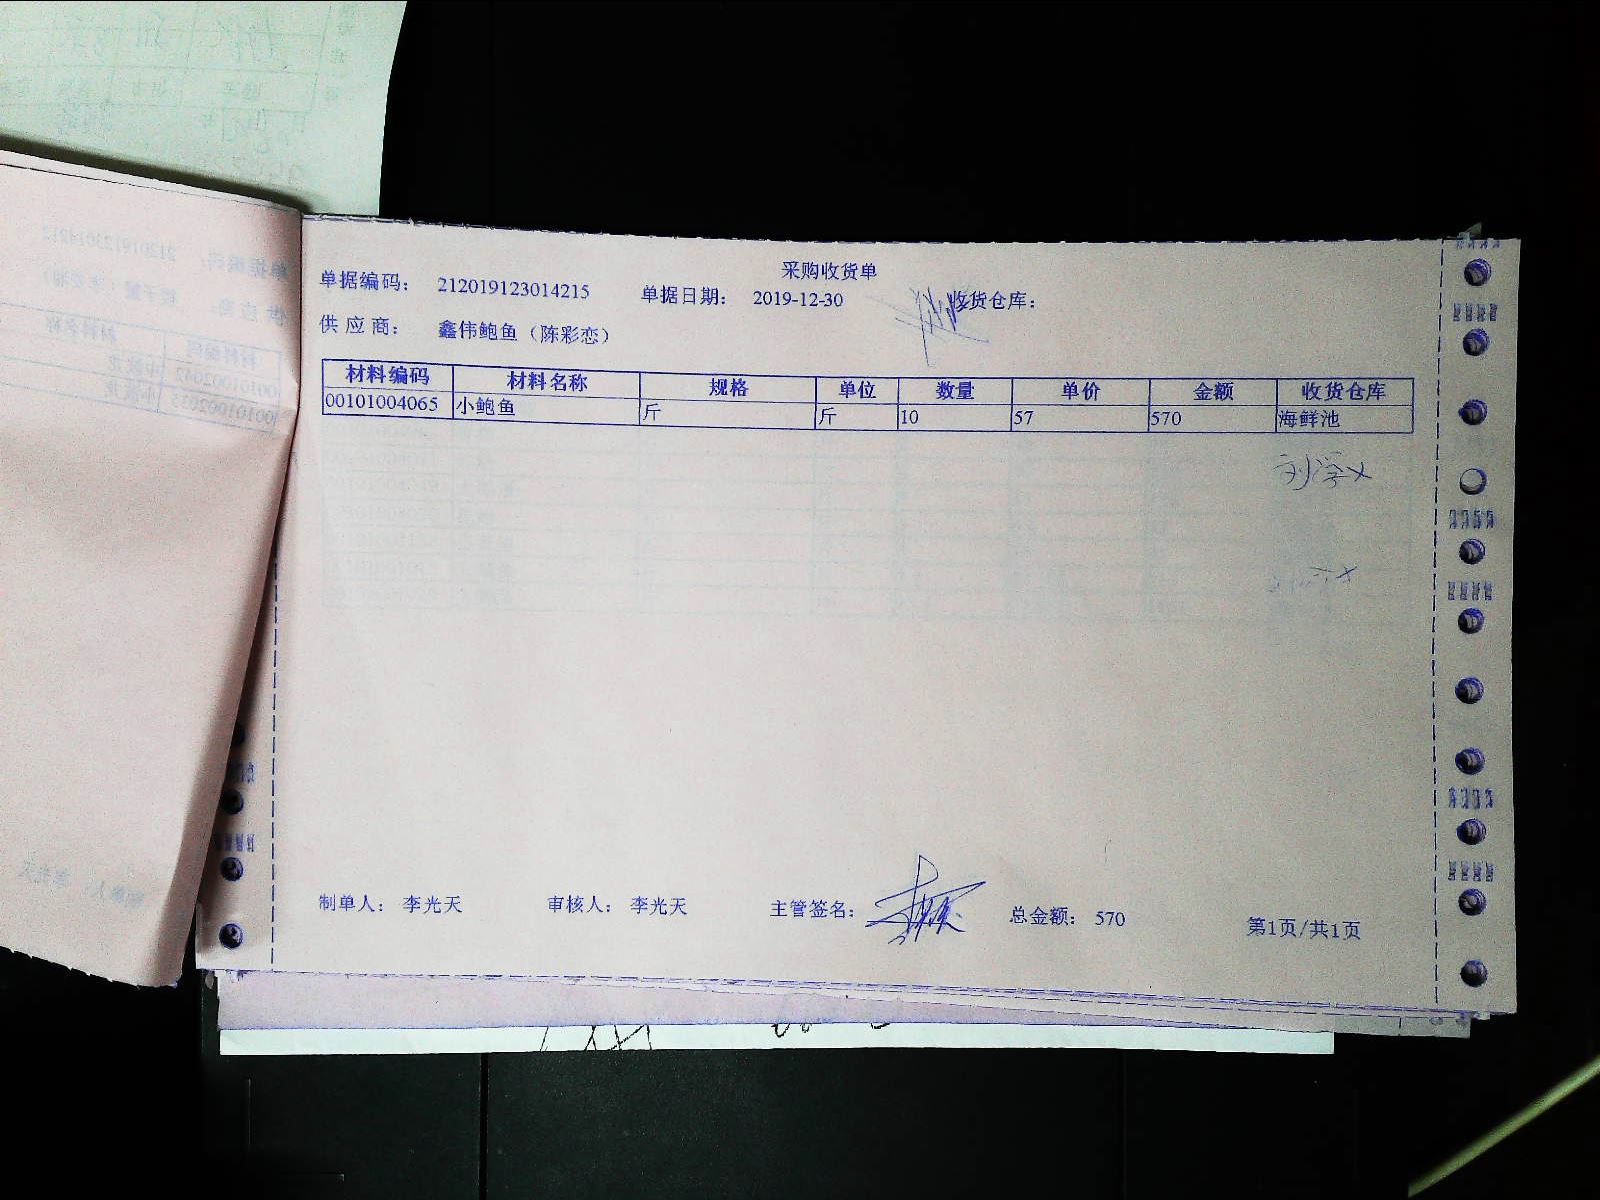 采购收货单
单据编码： 212019123014215 单据日期： 2019-12-30 收货仓库：
供应商： 鑫伟鲍鱼（陈彩恋）
材料编码 材料名称 规格 单位 数量 单价 金额 收货仓库
00101004065 小鲍鱼 斤 斤 10 57 570 海鲜池
制单人： 李光天 审核人： 李光天 主管签名： 总金额： 570 第1页/共1页